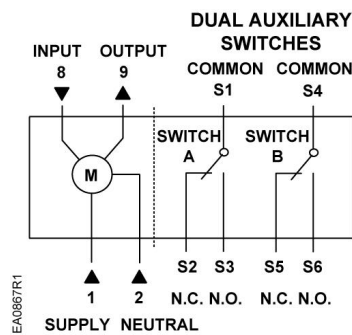 DUAL AUXILIARY
SWITCHES
INPUT OUTPUT
8 9
COMMON COMMON
S1 S4
SWITCH
A
SWITCH
B
M
S2 S3 S5 S6
1 2
N.C. N.O. N.C. N.O.
SUPPLY NEUTRAL
EA0867R1